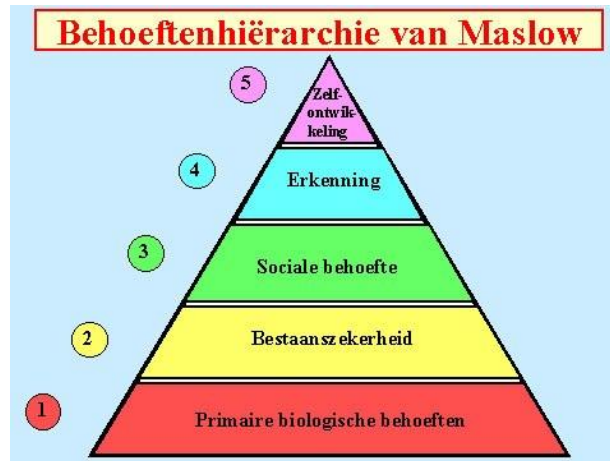 Behoeftenhiërarchie van Maslow
5
Zelf-
ontwik-
keling
4
Erkenning
3
Sociale behoefte
2
Bestaanszekerheid
1
Primaire biologische behoeften